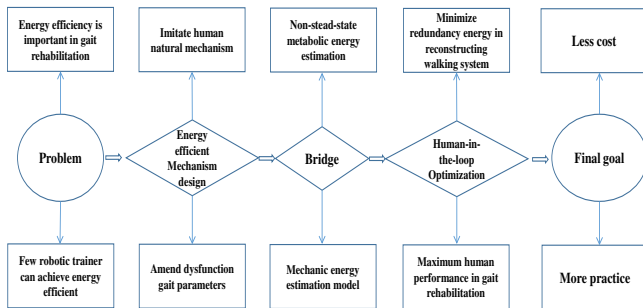 Energy efficiency is
important in gait
rehabilitation
Imitate human
natural mechanism
Non-stead-state
metabolic energy
estimation
Minimize
redundancy energy in
reconstructing
walking system
Less cost
Problem
Energy
efficient
Mechanism
design
Bridge
Human-in-
the-loop
Optimization
Final goal
Few robotic trainer
can achieve energy
efficient
Amend dysfunction
gait parameters
Mechanic energy
estimation model
Maximum human
performance in gait
rehabilitation
More practice